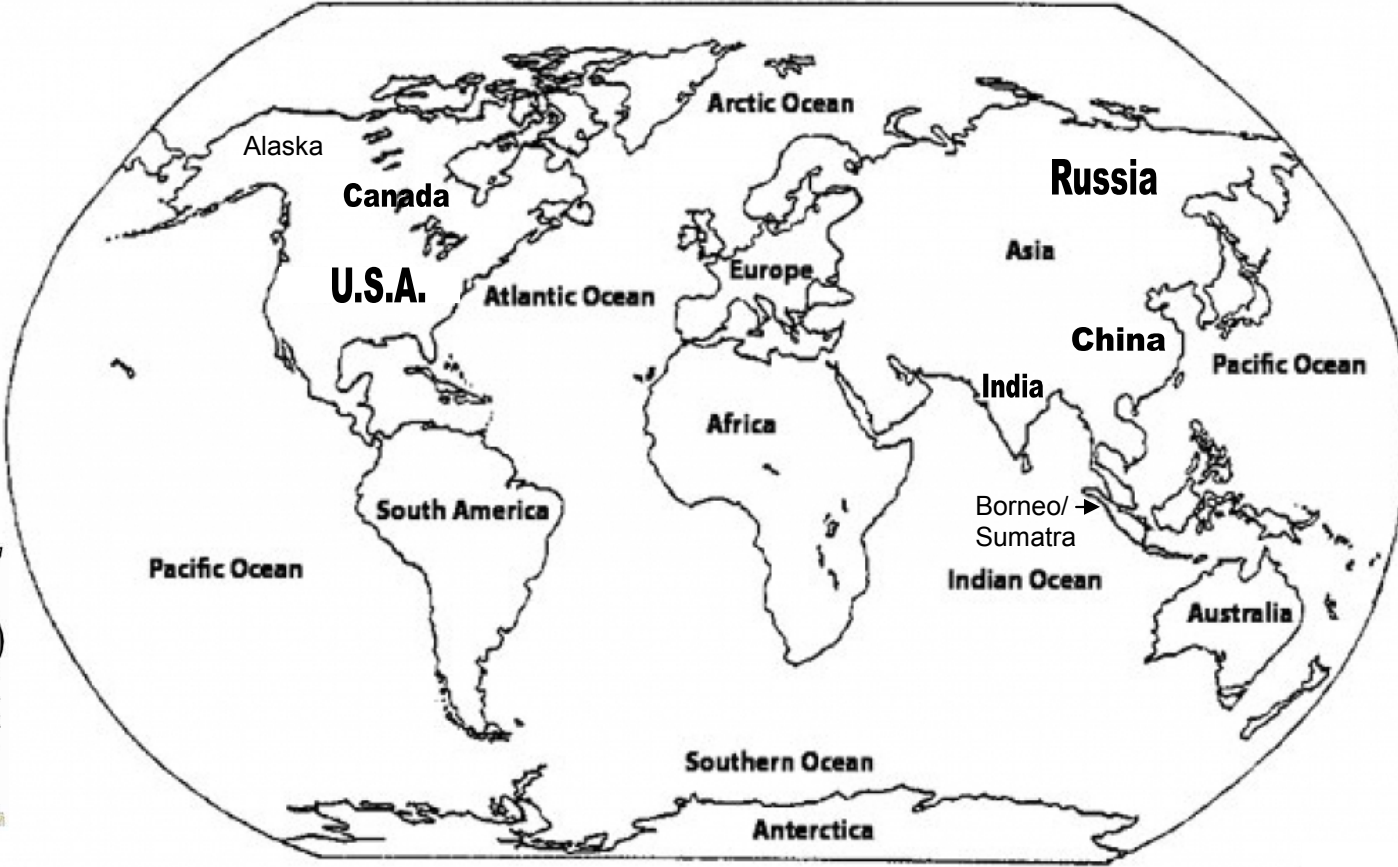 Arctic Ocean
Alaska
Canada
Russia
Asia
Europe
U.S.A.
Atlantic Ocean
China
Pacific Ocean
India
Africa
South America
Borneo/
Sumatra
Pacific Ocean
Indian Ocean
Australia
Southern Ocean
Anterctica